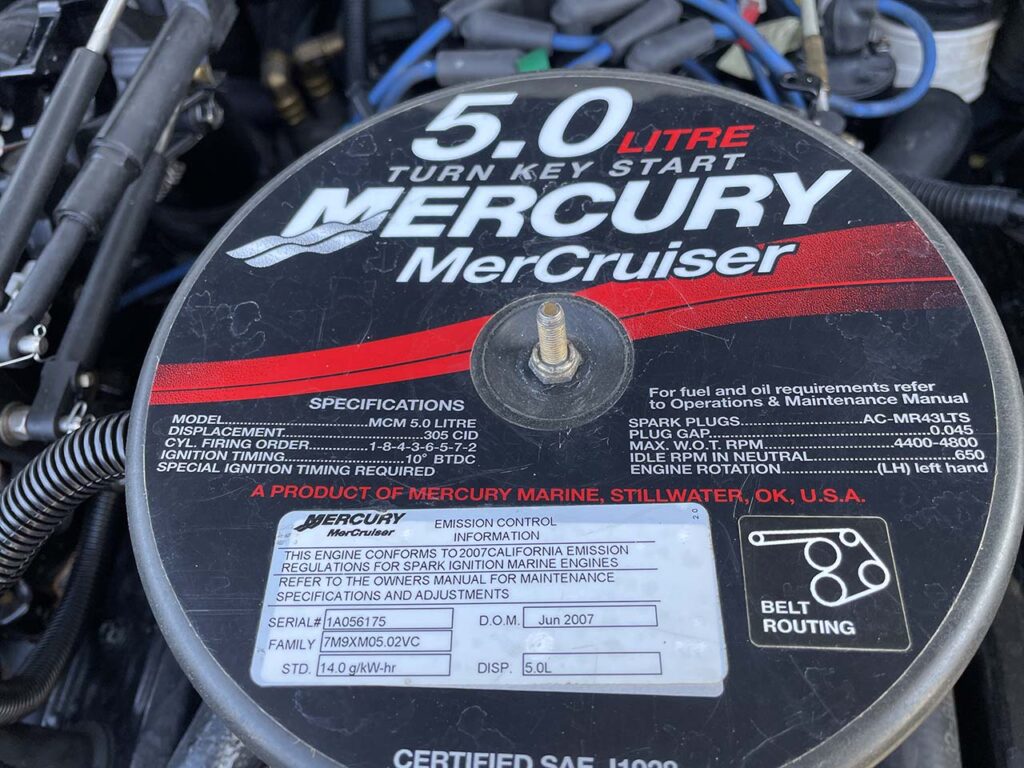 5.0 LITRE
TURN KEY START
MERCURY
MerCruiser
SPECIFICATIONS
MODEL..........MCM 5.0 LITRE
DISPLACEMENT..........305 CID
CYL. FIRING ORDER..........1-8-4-3-6-5-7-2
IGNITION TIMING..........10° BTDC
SPECIAL IGNITION TIMING REQUIRED
For fuel and oil requirements refer
to Operations & Maintenance Manual
SPARK PLUGS..........AC-MR43LTS
PLUG GAP..........0.045
MAX. W.O.T. RPM..........4400-4800
IDLE RPM IN NEUTRAL..........650
ENGINE ROTATION..........(LH) left hand
A PRODUCT OF MERCURY MARINE, STILLWATER, OK, U.S.A.
MERCURY
MerCruiser
EMISSION CONTROL
INFORMATION
2.0
THIS ENGINE CONFORMS TO 2007CALIFORNIA EMISSION
REGULATIONS FOR SPARK IGNITION MARINE ENGINES
REFER TO THE OWNERS MANUAL FOR MAINTENANCE
SPECIFICATIONS AND ADJUSTMENTS
SERIAL# 1A056175 D.O.M. Jun 2007
FAMILY 7M9XM05.02VC
STD. 14.0 g/kW-hr DISP. 5.0L
BELT
ROUTING
CERTIFIED SAE